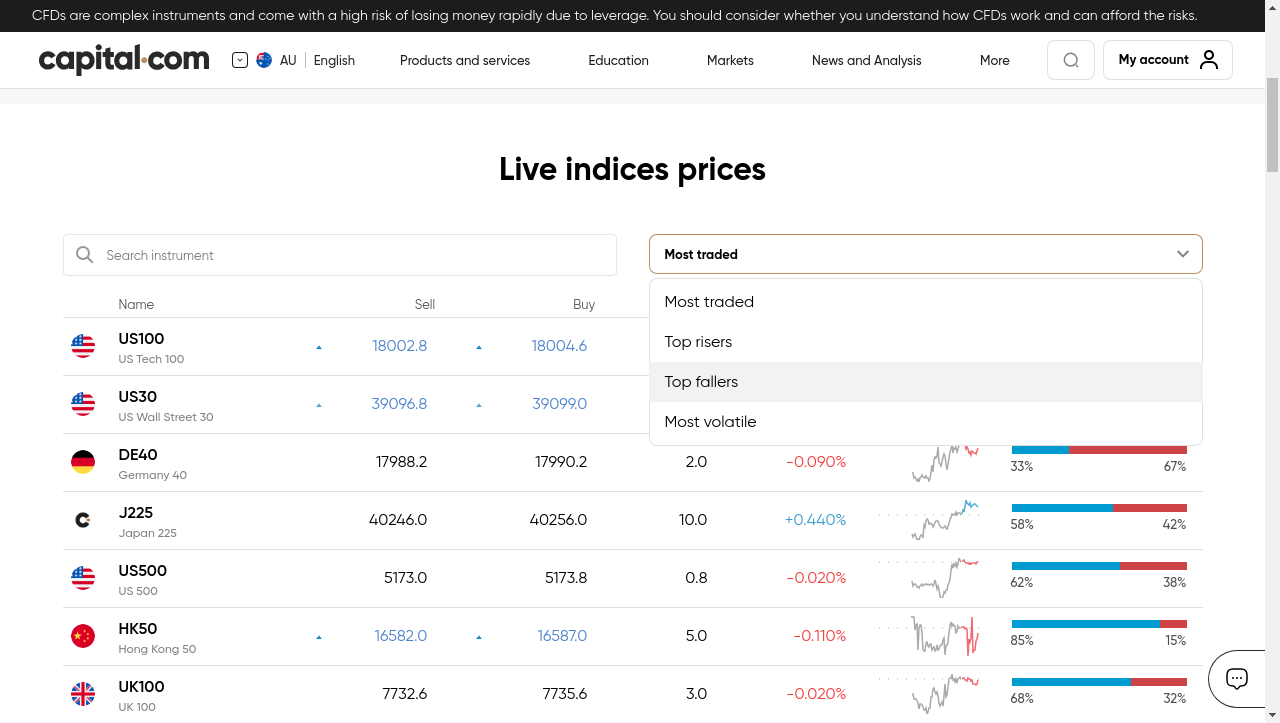 CFDs are complex instruments and come with a high risk of losing money rapidly due to leverage. You should consider whether you understand how CFDs work and can afford the risks.
capital.com AU English Products and services Education Markets News and Analysis More My account
Live indices prices
Search instrument Most traded
Name Sell Buy
Most traded
Top risers
Top fallers
Most volatile
US100 18002.8 18004.6
US Tech 100
US30 39096.8 39099.0
US Wall Street 30
DE40 17988.2 17990.2 2.0 -0.090% 33% 67%
Germany 40
J225 40246.0 40256.0 10.0 +0.440% 58% 42%
Japan 225
US500 5173.0 5173.8 0.8 -0.020% 62% 38%
US 500
HK50 16582.0 16587.0 5.0 -0.110% 85% 15%
Hong Kong 50
UK100 7732.6 7735.6 3.0 -0.020% 68% 32%
UK 100